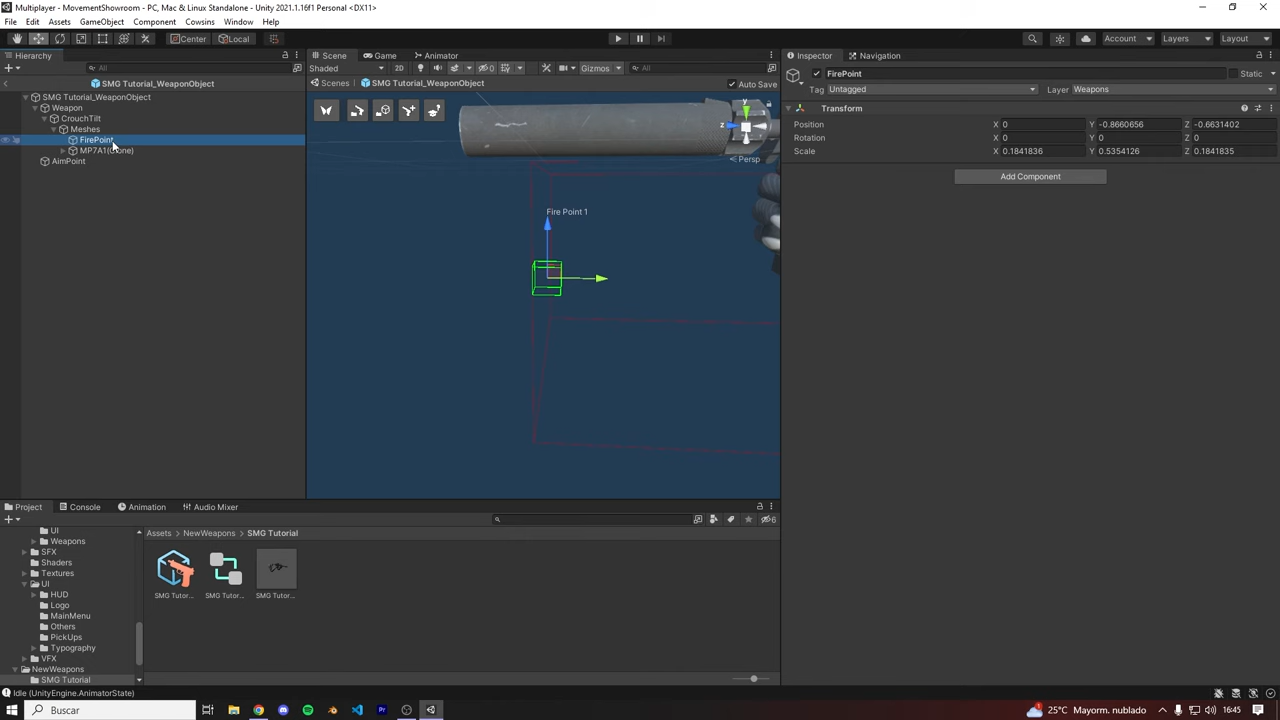 Multiplayer - MovementShowroom - PC, Mac & Linux Standalone - Unity 2021.1.16f1 Personal <DX11>
File Edit Assets GameObject Component Cowsins Window Help
Center Local Account Layers Layout
Hierarchy Scene Game Animator Inspector Navigation
All
Shaded 2D 0 Gizmos All
SMG Tutorial_WeaponObject
Scenes SMG Tutorial_WeaponObject Auto Save
FirePoint Static
Tag Untagged Layer Weapons
SMG Tutorial_WeaponObject
Weapon
CrouchTilt
Meshes
FirePoint
MP7A1(Clone)
AimPoint
y
z
Persp
Fire Point 1
Transform
Position X 0 Y -0.8660656 Z -0.6631402
Rotation X 0 Y 0 Z 0
Scale X 0.1841836 Y 0.5354126 Z 0.1841835
Add Component
Project Console Animation Audio Mixer
6
Assets > NewWeapons > SMG Tutorial
UI
Weapons
SFX
Shaders
Textures
UI
HUD
Logo
MainMenu
Others
PickUps
Typography
VFX
NewWeapons
SMG Tutorial
SMG Tutor... SMG Tutor... SMG Tutor...
Idle (UnityEngine.AnimatorState)
Buscar
25°C Mayorm. nublado 16:45